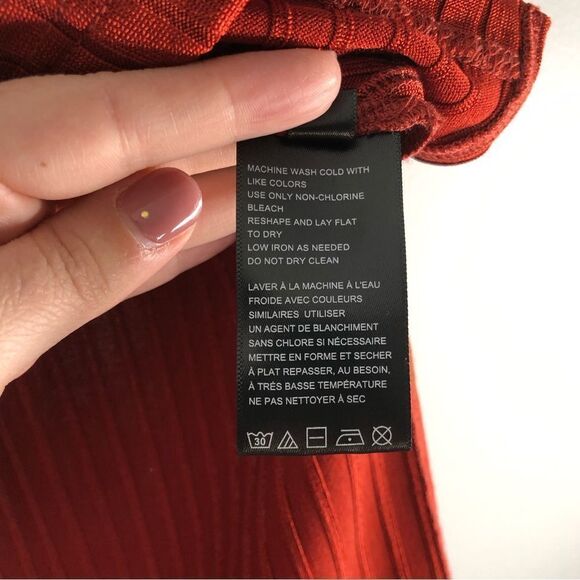 MACHINE WASH COLD WITH
LIKE COLORS
USE ONLY NON-CHLORINE
BLEACH
RESHAPE AND LAY FLAT
TO DRY
LOW IRON AS NEEDED
DO NOT DRY CLEAN
LAVER À LA MACHINE À L'EAU
FROIDE AVEC COULEURS
SIMILAIRES UTILISER
UN AGENT DE BLANCHIMENT
SANS CHLORE SI NÉCESSAIRE
METTRE EN FORME ET SECHER
À PLAT REPASSER, AU BESOIN,
À TRÉS BASSE TEMPÉRATURE
NE PAS NETTOYER À SEC
30